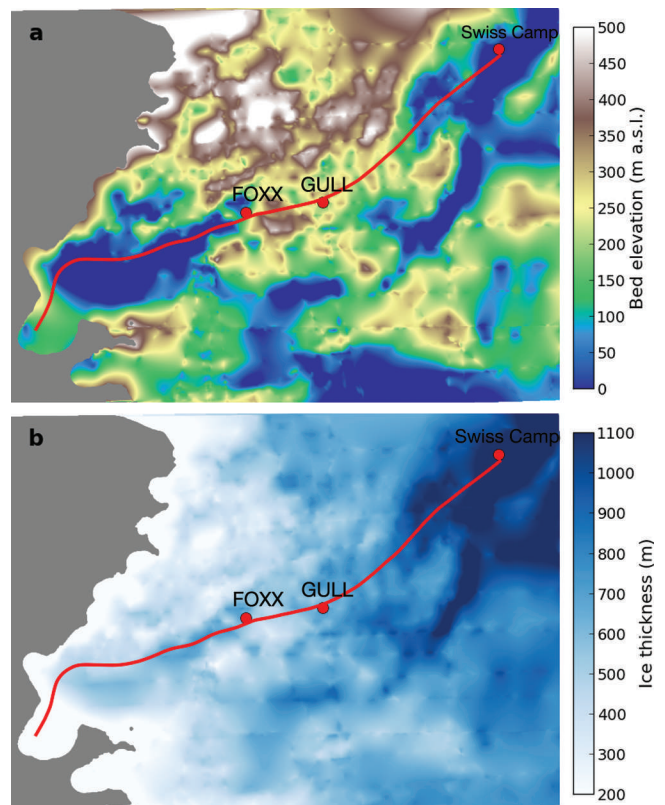 a
Swiss Camp
FOXX
GULL
500
450
400
350
300
250
200
150
100
50
0
Bed elevation (m a.s.l.)
b
Swiss Camp
FOXX
GULL
1100
1000
900
800
700
600
500
400
300
200
Ice thickness (m)